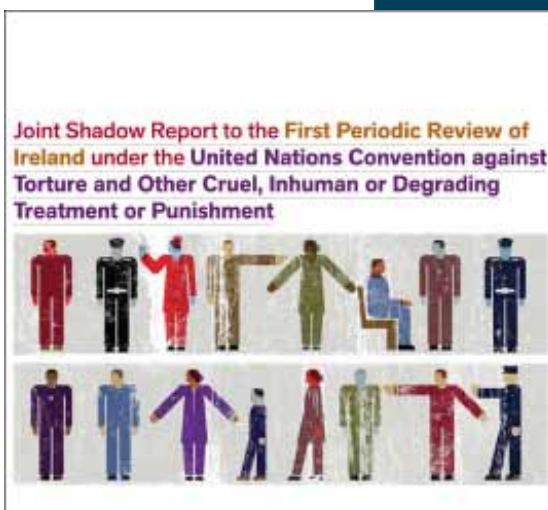 Joint Shadow Report to the First Periodic Review of
Ireland under the United Nations Convention against
Torture and Other Cruel, Inhuman or Degrading
Treatment or Punishment